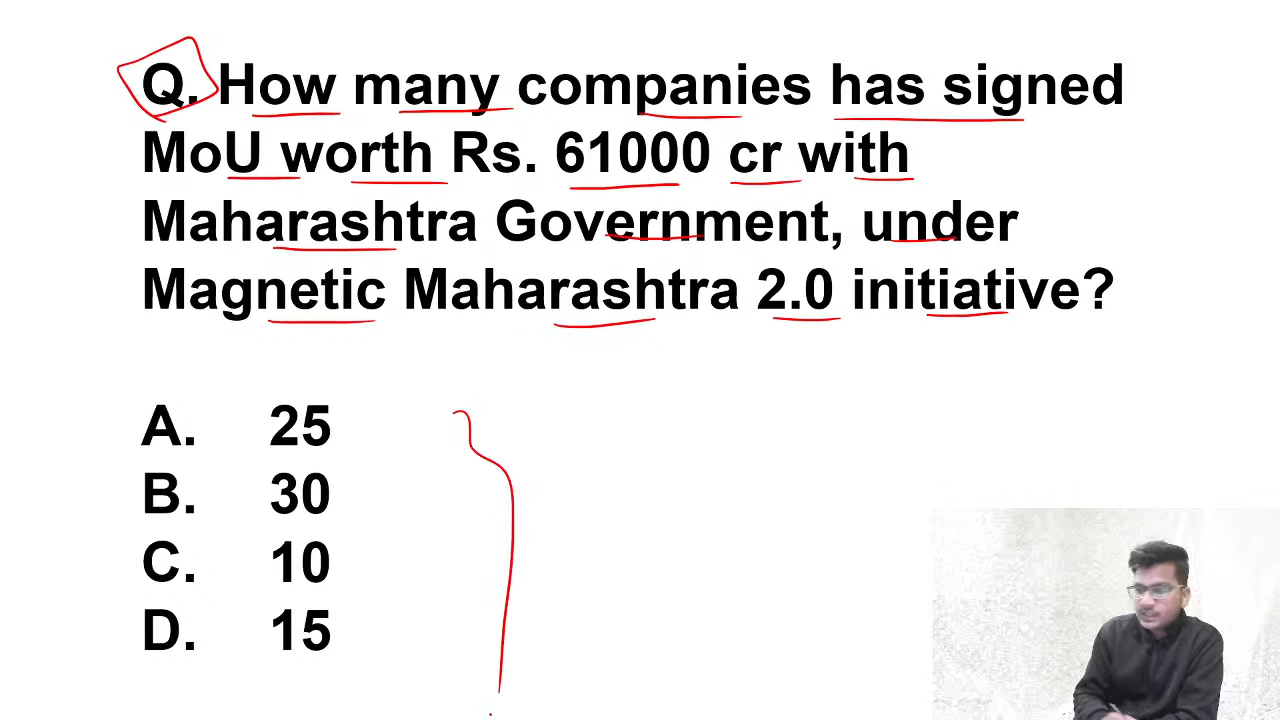 Q. How many companies has signed
MoU worth Rs. 61000 cr with
Maharashtra Government, under
Magnetic Maharashtra 2.0 initiative?
A. 25
B. 30
C. 10
D. 15